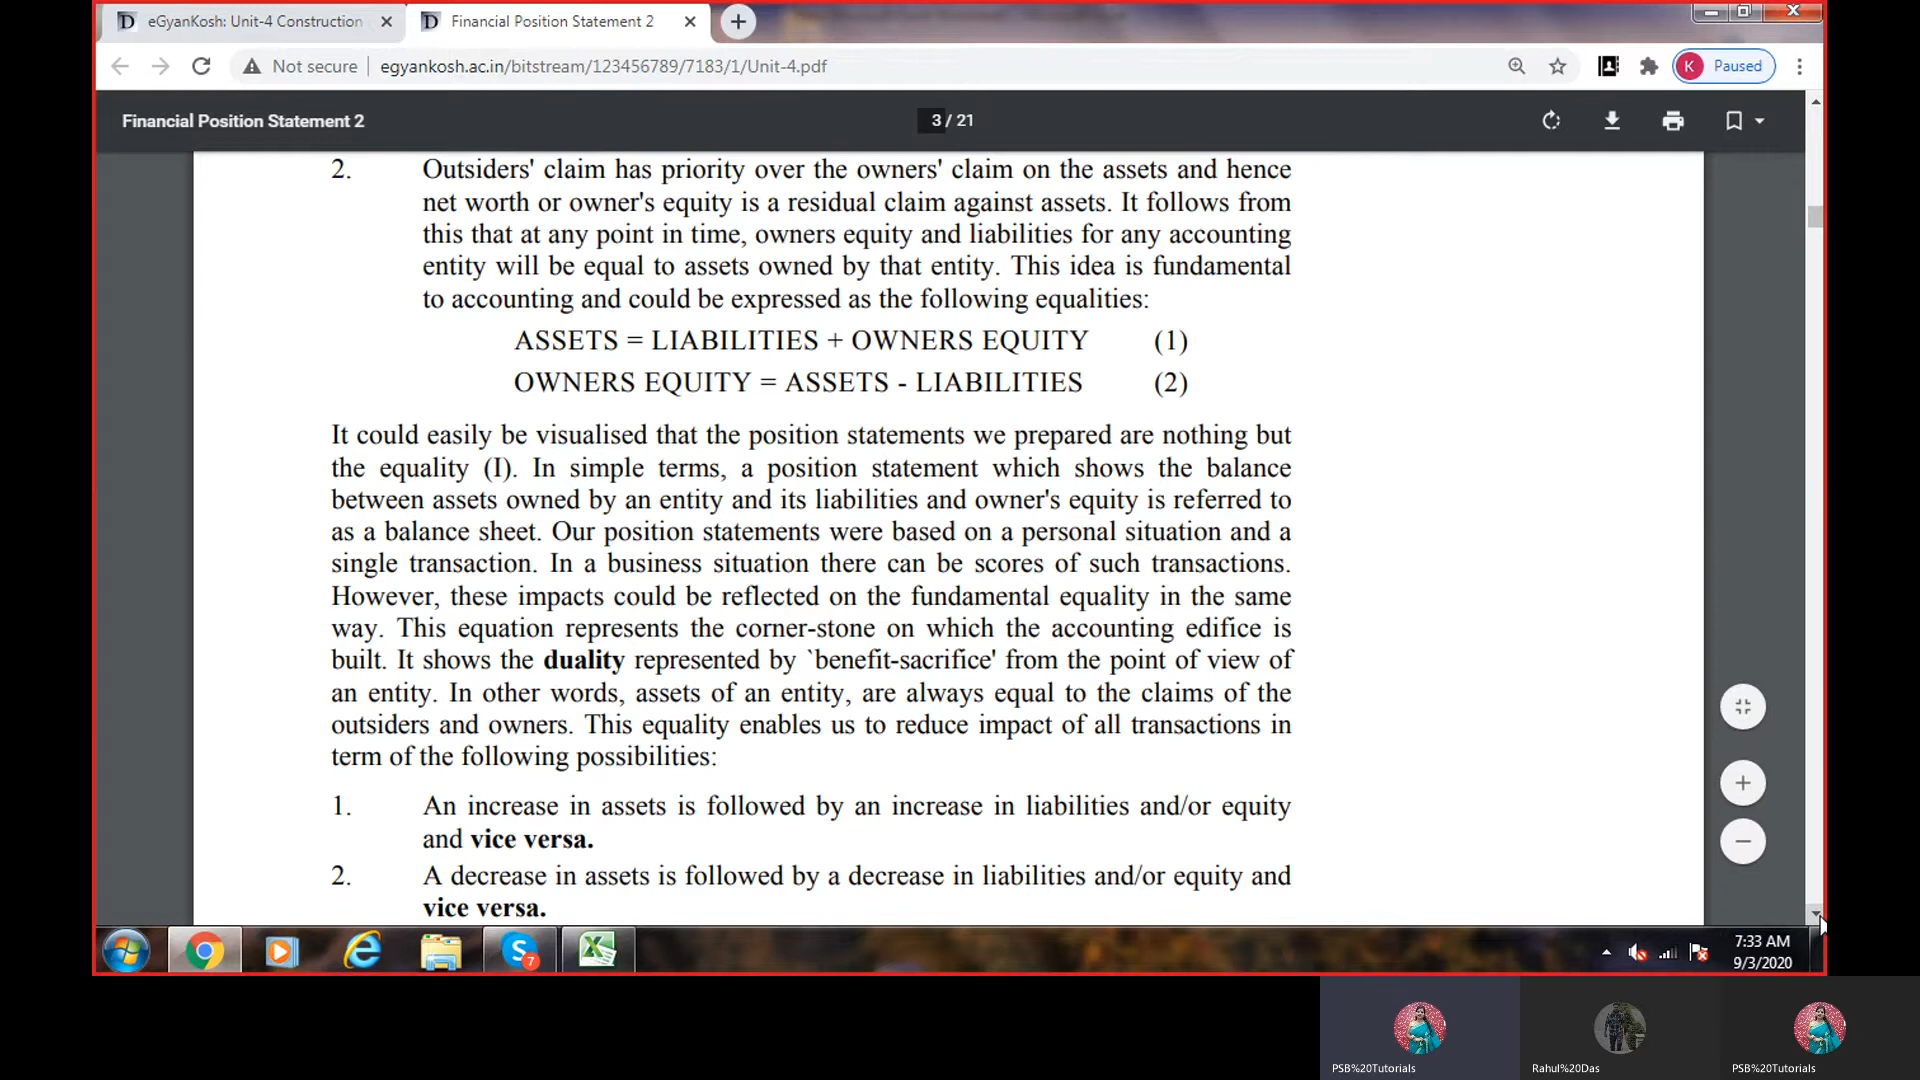 eGyanKosh: Unit-4 Construction
Financial Position Statement 2
Not secure
egyankosh.ac.in/bitstream/123456789/7183/1/Unit-4.pdf
K Paused
Financial Position Statement 2
3 / 21
2. Outsiders' claim has priority over the owners' claim on the assets and hence
net worth or owner's equity is a residual claim against assets. It follows from
this that at any point in time, owners equity and liabilities for any accounting
entity will be equal to assets owned by that entity. This idea is fundamental
to accounting and could be expressed as the following equalities:
ASSETS = LIABILITIES + OWNERS EQUITY (1)
OWNERS EQUITY = ASSETS - LIABILITIES (2)
It could easily be visualised that the position statements we prepared are nothing but
the equality (I). In simple terms, a position statement which shows the balance
between assets owned by an entity and its liabilities and owner's equity is referred to
as a balance sheet. Our position statements were based on a personal situation and a
single transaction. In a business situation there can be scores of such transactions.
However, these impacts could be reflected on the fundamental equality in the same
way. This equation represents the corner-stone on which the accounting edifice is
built. It shows the duality represented by `benefit-sacrifice' from the point of view of
an entity. In other words, assets of an entity, are always equal to the claims of the
outsiders and owners. This equality enables us to reduce impact of all transactions in
term of the following possibilities:
1. An increase in assets is followed by an increase in liabilities and/or equity
and vice versa.
2. A decrease in assets is followed by a decrease in liabilities and/or equity and
vice versa.
7
7:33 AM
9/3/2020
PSB%20Tutorials
Rahul%20Das
PSB%20Tutorials